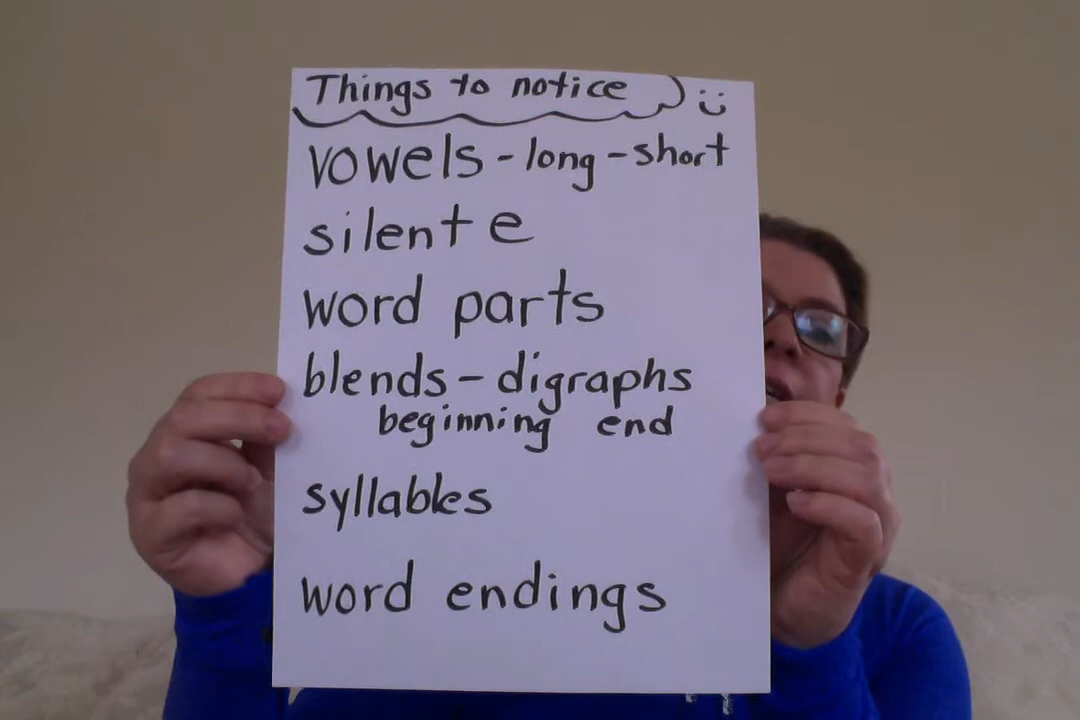 Things to notice
vowels - long - short
silent e
word parts
blends - digraphs
beginning end
syllables
word endings